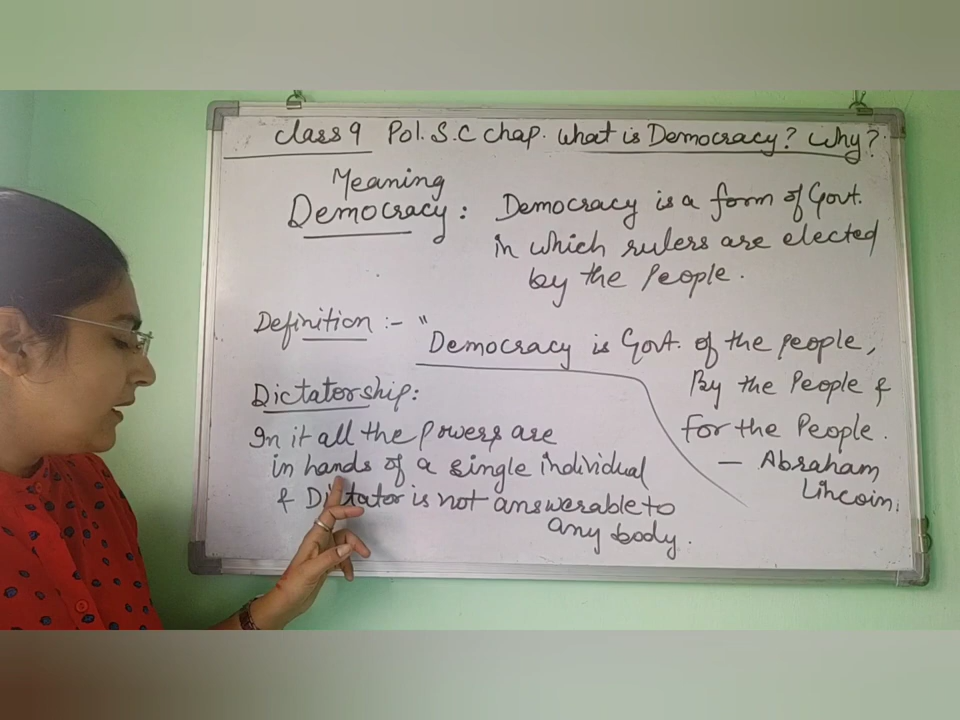 Class 9 Pol. S.C Chap. What is Democracy? Why?
Meaning
Democracy: Democracy is a form of Govt.
in which rulers are elected
by the People.
Definition :- "Democracy is Govt. of the people,
By the People &
for the People.
- Abraham
Lincoin.
Dictatorship:
In it all the Powers are
in hands of a single individual
& Dictator is not answerable to
any body.